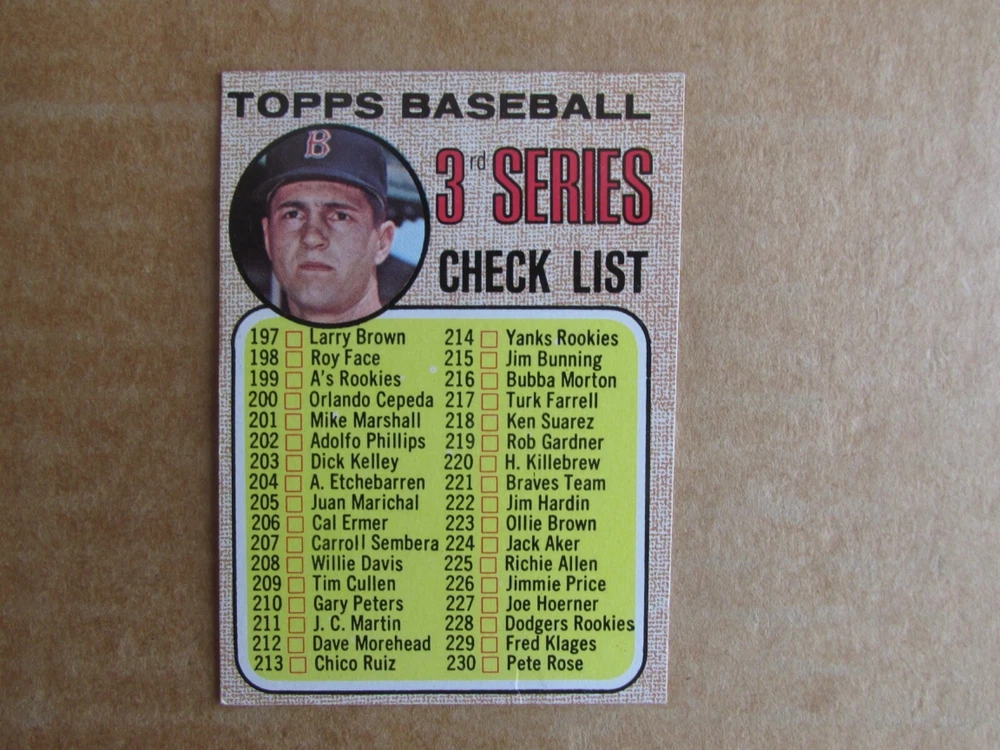 TOPPS BASEBALL
B
3rd SERIES
CHECK LIST
197 Larry Brown
198 Roy Face
199 A's Rookies
200 Orlando Cepeda
201 Mike Marshall
202 Adolfo Phillips
203 Dick Kelley
204 A. Etchebarren
205 Juan Marichal
206 Cal Ermer
207 Carroll Sembera
208 Willie Davis
209 Tim Cullen
210 Gary Peters
211 J. C. Martin
212 Dave Morehead
213 Chico Ruiz
214 Yanks Rookies
215 Jim Bunning
216 Bubba Morton
217 Turk Farrell
218 Ken Suarez
219 Rob Gardner
220 H. Killebrew
221 Braves Team
222 Jim Hardin
223 Ollie Brown
224 Jack Aker
225 Richie Allen
226 Jimmie Price
227 Joe Hoerner
228 Dodgers Rookies
229 Fred Klages
230 Pete Rose